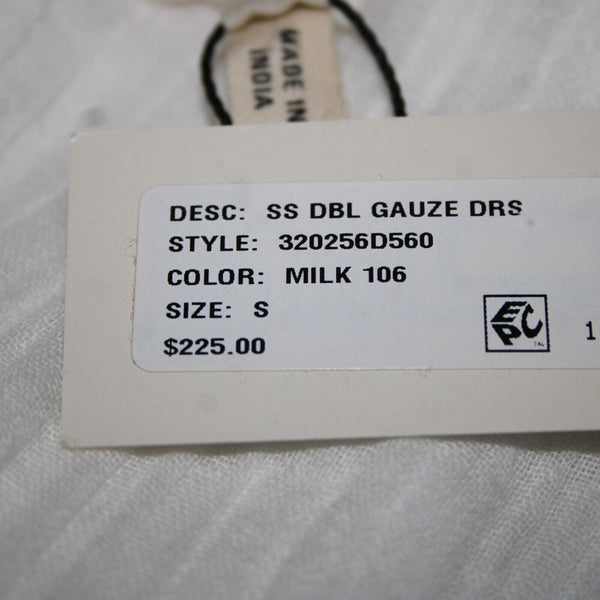 MADE IN
INDIA
DESC: SS DBL GAUZE DRS
STYLE: 320256D560
COLOR: MILK 106
SIZE: S
$225.00
EPC
1